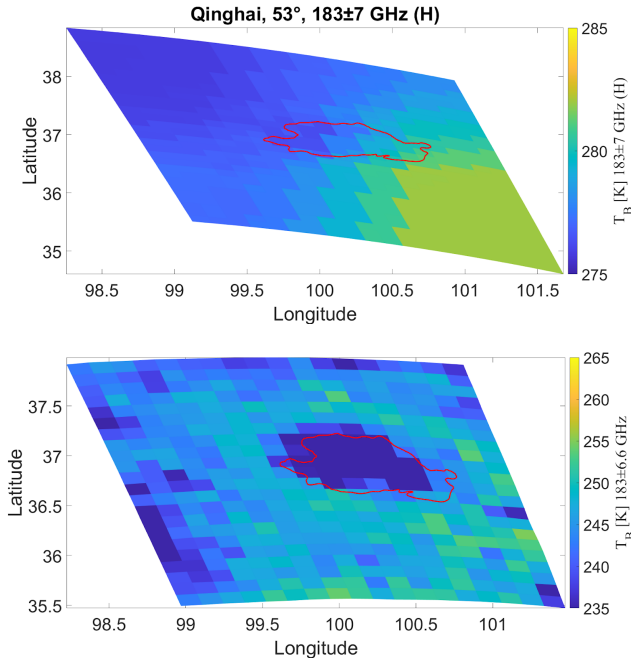 Qinghai, 53°, 183±7 GHz (H)
38
37
36
35
Latitude
98.5 99 99.5 100 100.5 101 101.5
Longitude
285
280
275
T_B [K] 183±7 GHz (H)
37.5
37
36.5
36
35.5
Latitude
98.5 99 99.5 100 100.5 101
Longitude
265
260
255
250
245
240
235
T_B [K] 183±6.6 GHz